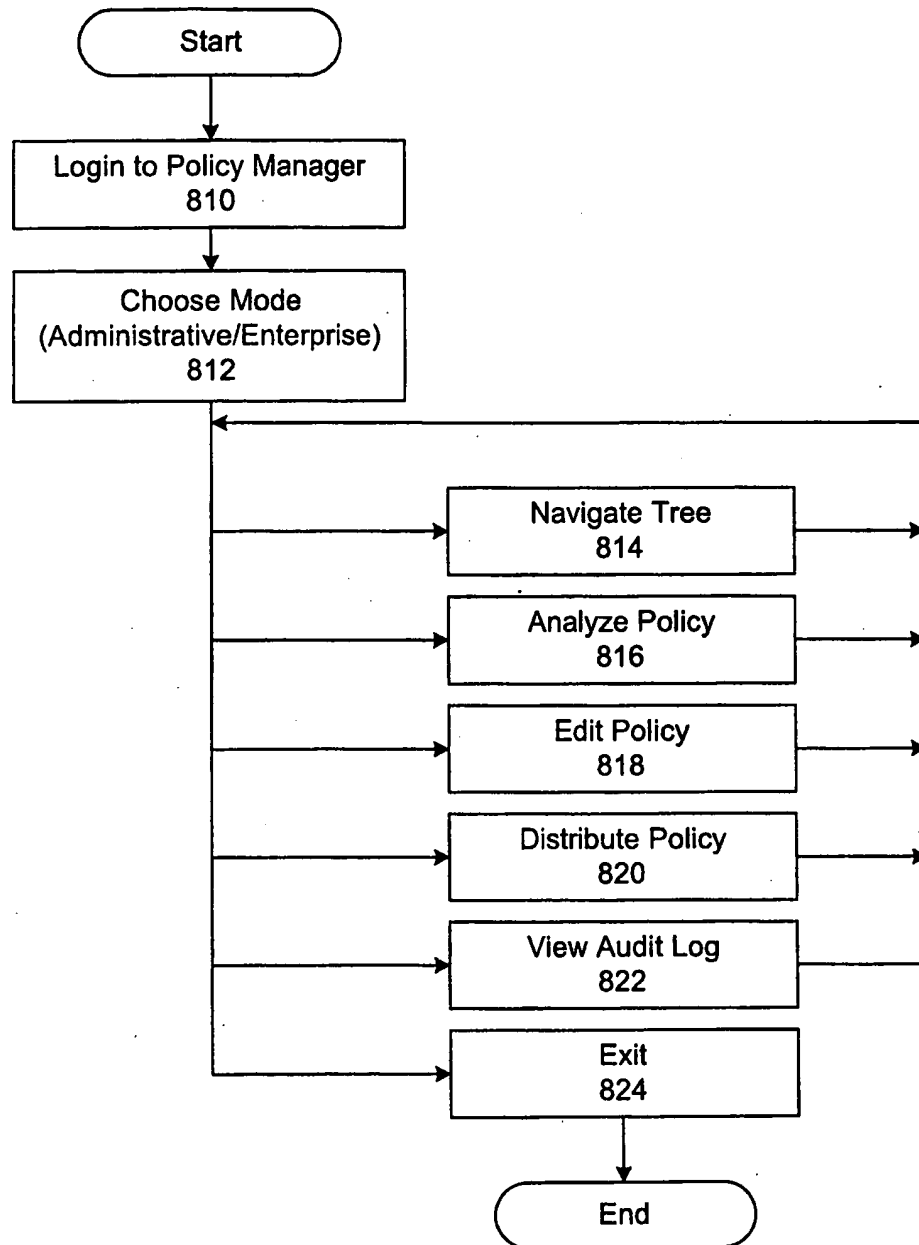 Start
Login to Policy Manager
810
Choose Mode
(Administrative/Enterprise)
812
Navigate Tree
814
Analyze Policy
816
Edit Policy
818
Distribute Policy
820
View Audit Log
822
Exit
824
End